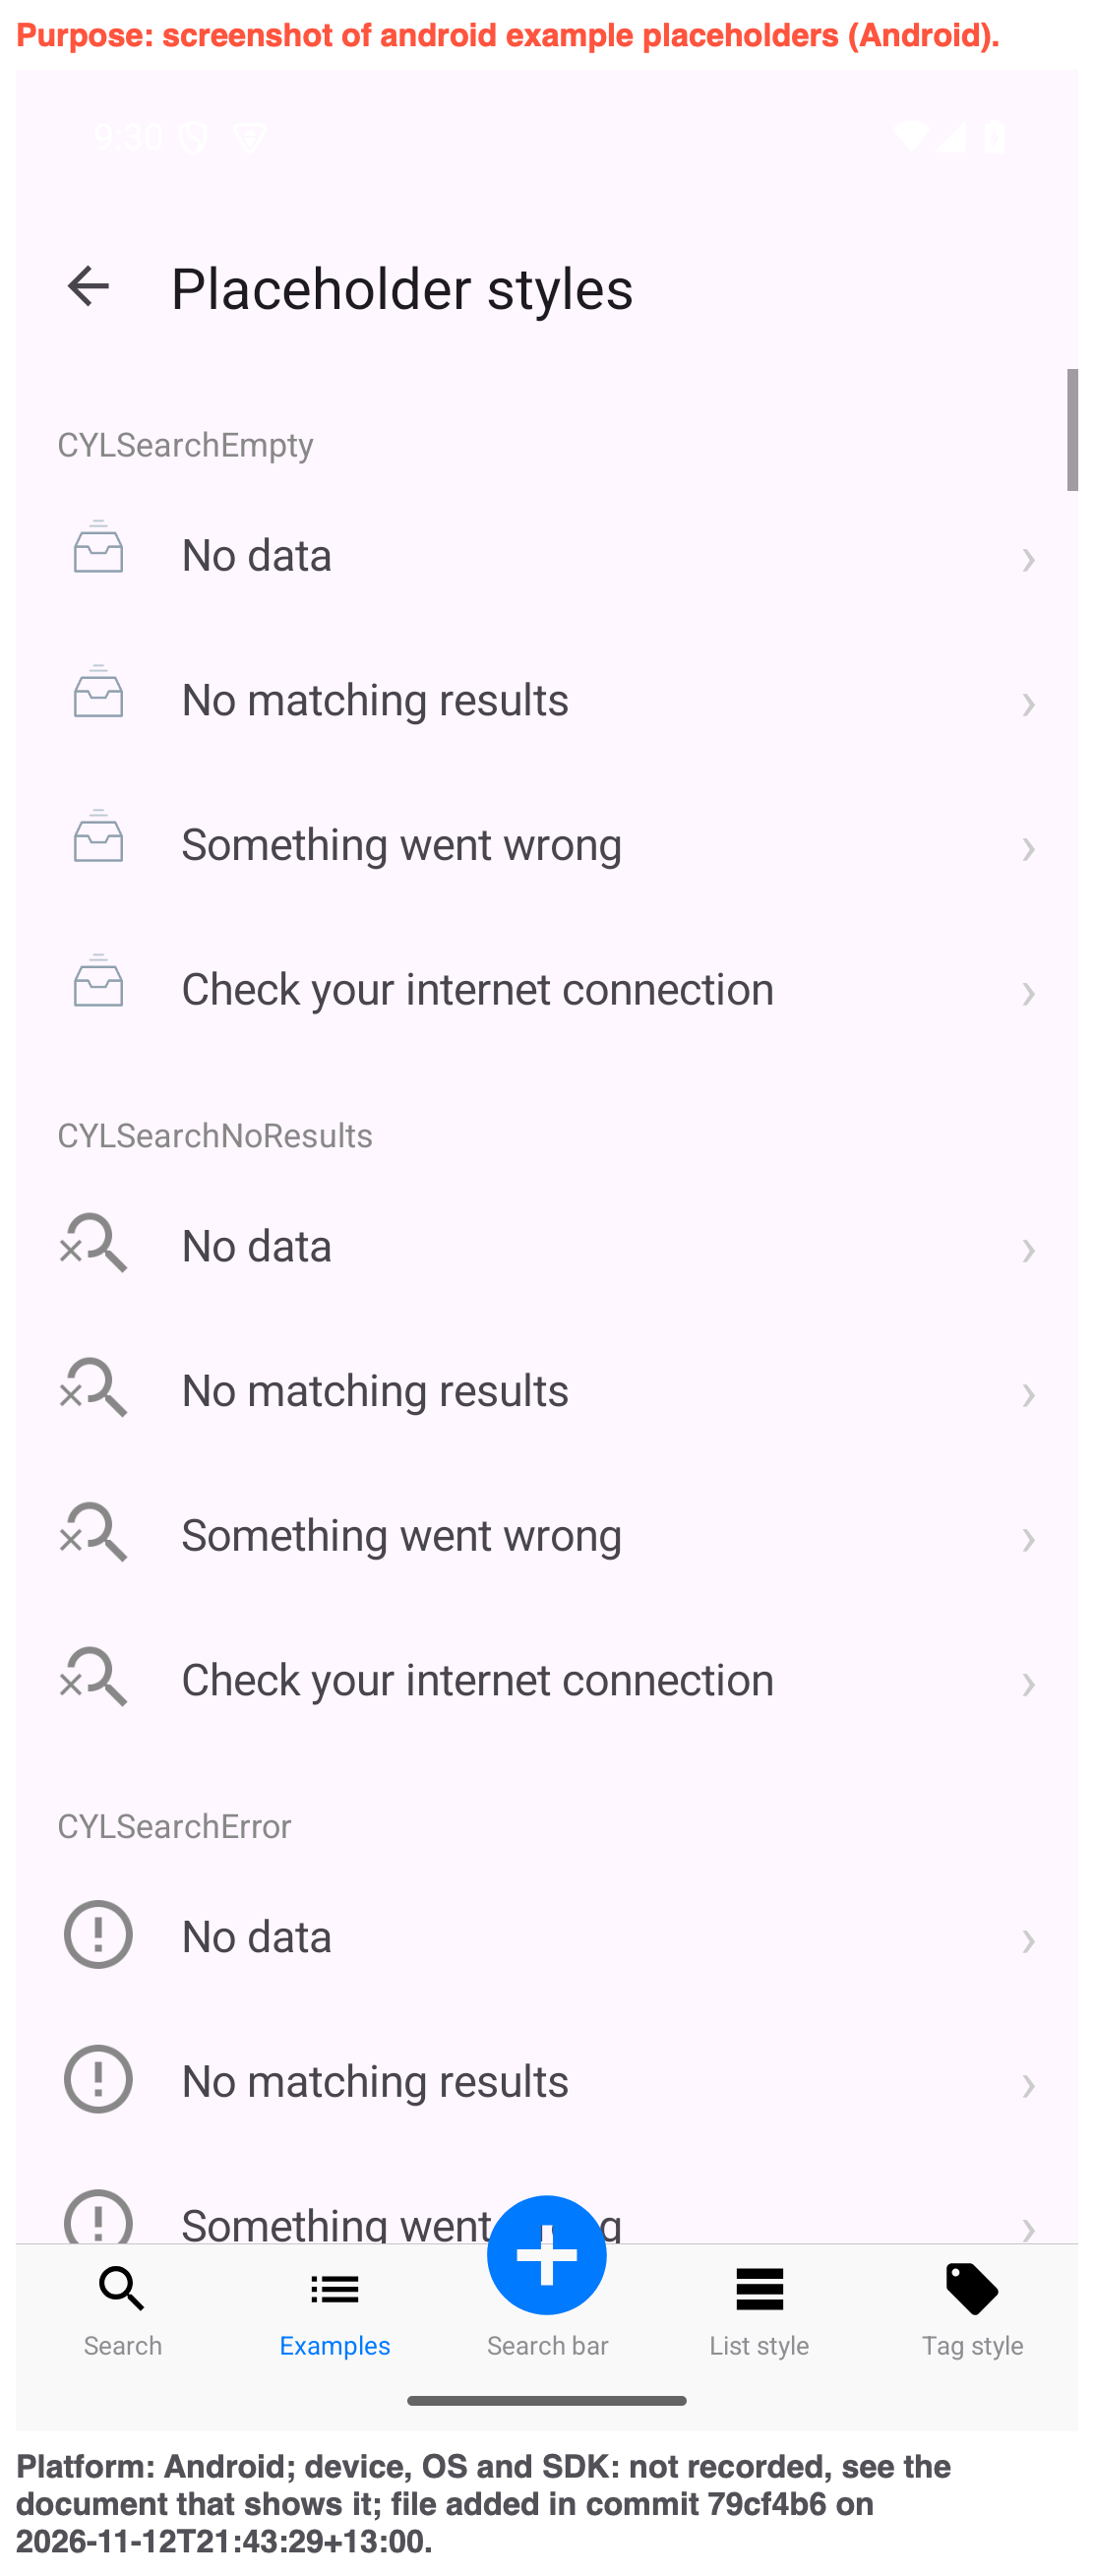 Purpose: screenshot of android example placeholders (Android).
9:30
Placeholder styles
CYLSearchEmpty
No data
No matching results
Something went wrong
Check your internet connection
CYLSearchNoResults
No data
No matching results
Something went wrong
Check your internet connection
CYLSearchError
No data
No matching results
Something went
Search
Examples
Search bar
List style
Tag style
Platform: Android; device, OS and SDK: not recorded, see the
document that shows it; file added in commit 79cf4b6 on
2026-11-12T21:43:29+13:00.